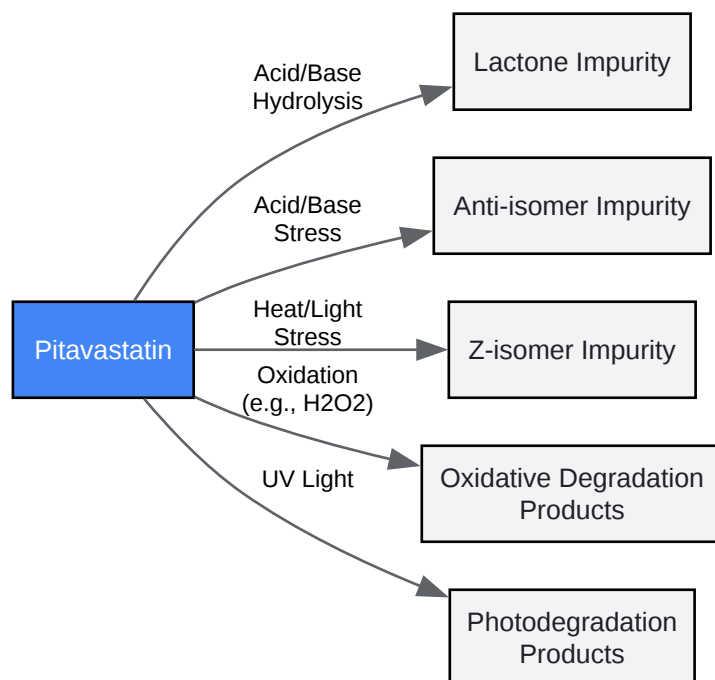 Acid/Base
Hydrolysis
Lactone Impurity
Acid/Base
Stress
Anti-isomer Impurity
Pitavastatin
Heat/Light
Stress
Z-isomer Impurity
Oxidation
(e.g., H2O2)
Oxidative Degradation
Products
UV Light
Photodegradation
Products